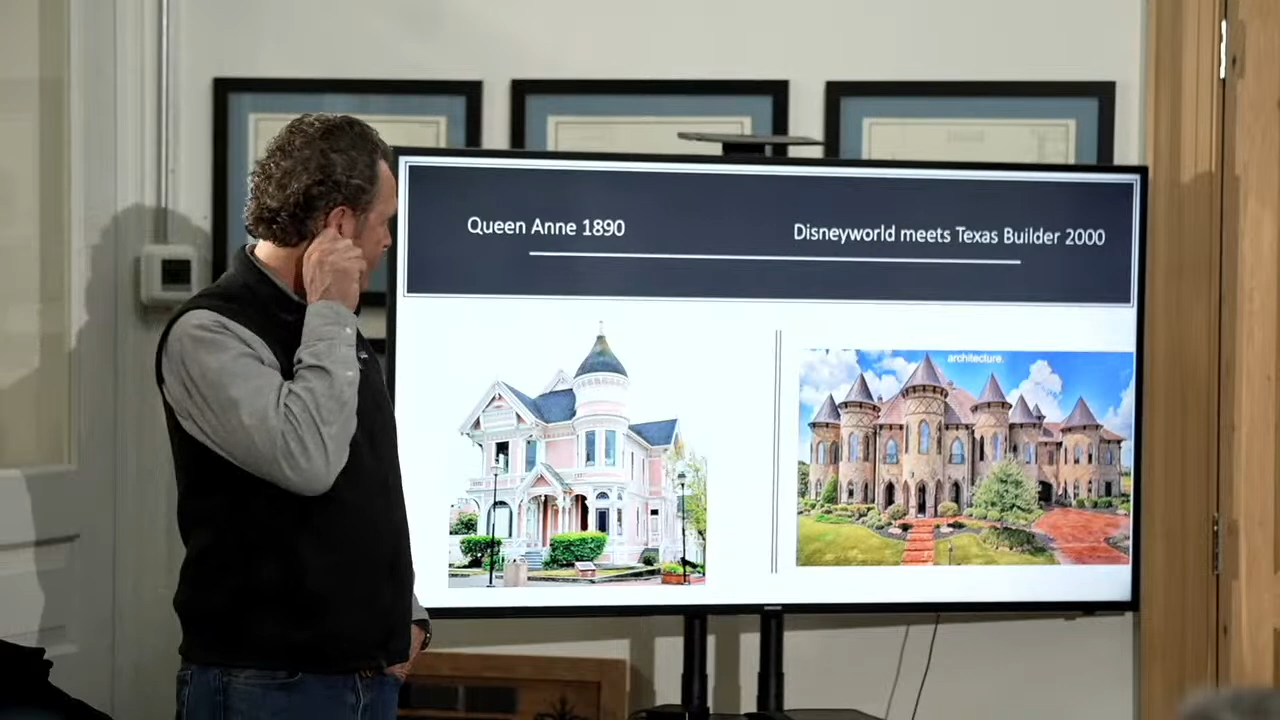 Queen Anne 1890
Disneyworld meets Texas Builder 2000
architecture.